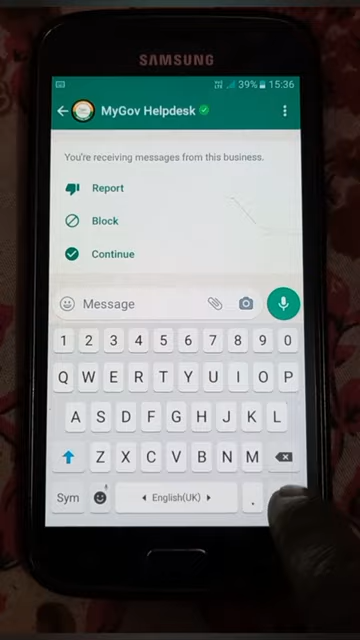 SAMSUNG
39% 15:36
MyGov Helpdesk
You're receiving messages from this business.
Report
Block
Continue
Message
1 2 3 4 5 6 7 8 9 0
Q W E R T Y U I O P
A S D F G H J K L
Z X C V B N M
Sym English(UK) .